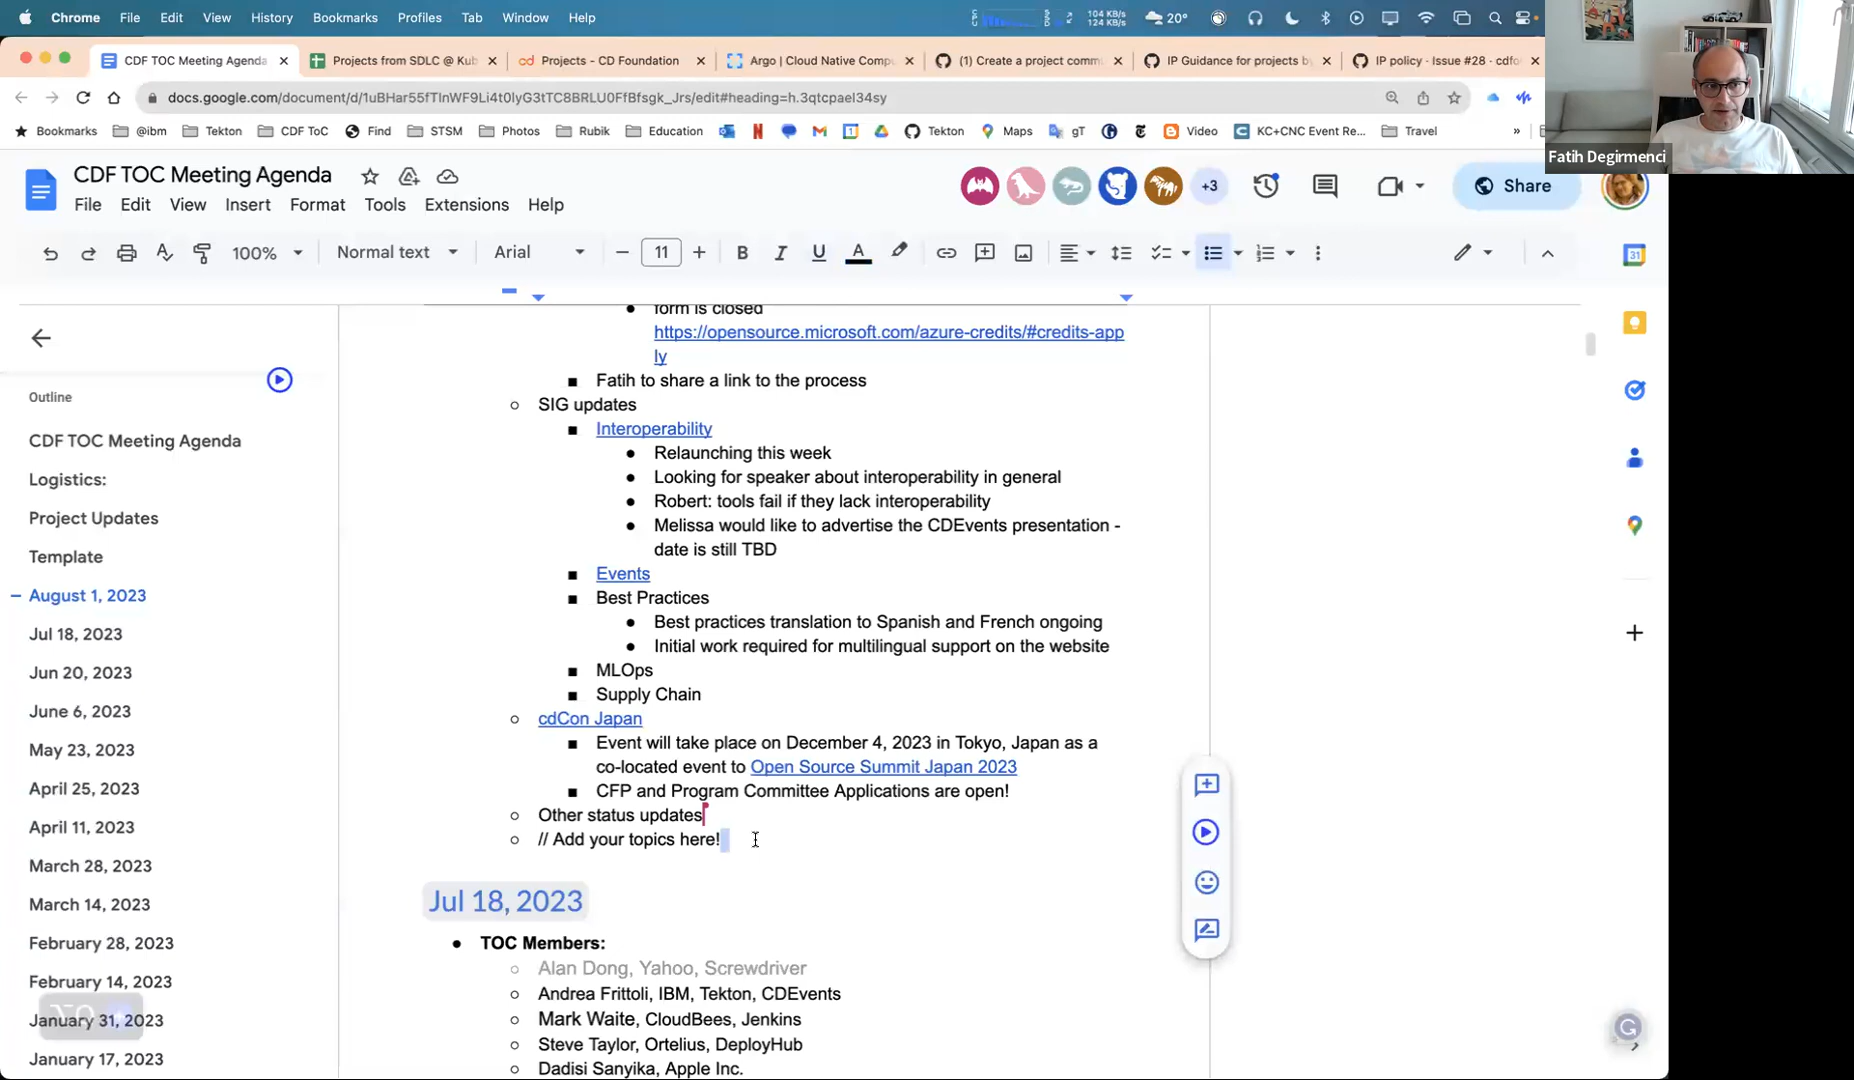 Chrome File Edit View History Bookmarks Profiles Tab Window Help 104 KB/s 124 KB/s 20°
CDF TOC Meeting Agenda Projects from SDLC @ Kub Projects - CD Foundation Argo | Cloud Native Compu (1) Create a project commu IP Guidance for projects by IP policy · Issue #28 · cdfo
docs.google.com/document/d/1uBHar55fTlnWF9Li4t0lyG3tTC8BRLU0FfBfsgk_Jrs/edit#heading=h.3qtcpael34sy
Bookmarks @ibm Tekton CDF ToC Find STSM Photos Rubik Education Tekton Maps gT Video KC+CNC Event Re... Travel »
Fatih Degirmenci
CDF TOC Meeting Agenda
+3
Share
File Edit View Insert Format Tools Extensions Help
100% Normal text Arial 11
Outline
CDF TOC Meeting Agenda
Logistics:
Project Updates
Template
August 1, 2023
Jul 18, 2023
Jun 20, 2023
June 6, 2023
May 23, 2023
April 25, 2023
April 11, 2023
March 28, 2023
March 14, 2023
February 28, 2023
February 14, 2023
January 31, 2023
January 17, 2023
form is closed
https://opensource.microsoft.com/azure-credits/#credits-app
ly
Fatih to share a link to the process
SIG updates
Interoperability
Relaunching this week
Looking for speaker about interoperability in general
Robert: tools fail if they lack interoperability
Melissa would like to advertise the CDEvents presentation -
date is still TBD
Events
Best Practices
Best practices translation to Spanish and French ongoing
Initial work required for multilingual support on the website
MLOps
Supply Chain
cdCon Japan
Event will take place on December 4, 2023 in Tokyo, Japan as a
co-located event to Open Source Summit Japan 2023
CFP and Program Committee Applications are open!
Other status updates
// Add your topics here!
Jul 18, 2023
TOC Members:
Alan Dong, Yahoo, Screwdriver
Andrea Frittoli, IBM, Tekton, CDEvents
Mark Waite, CloudBees, Jenkins
Steve Taylor, Ortelius, DeployHub
Dadisi Sanyika, Apple Inc.